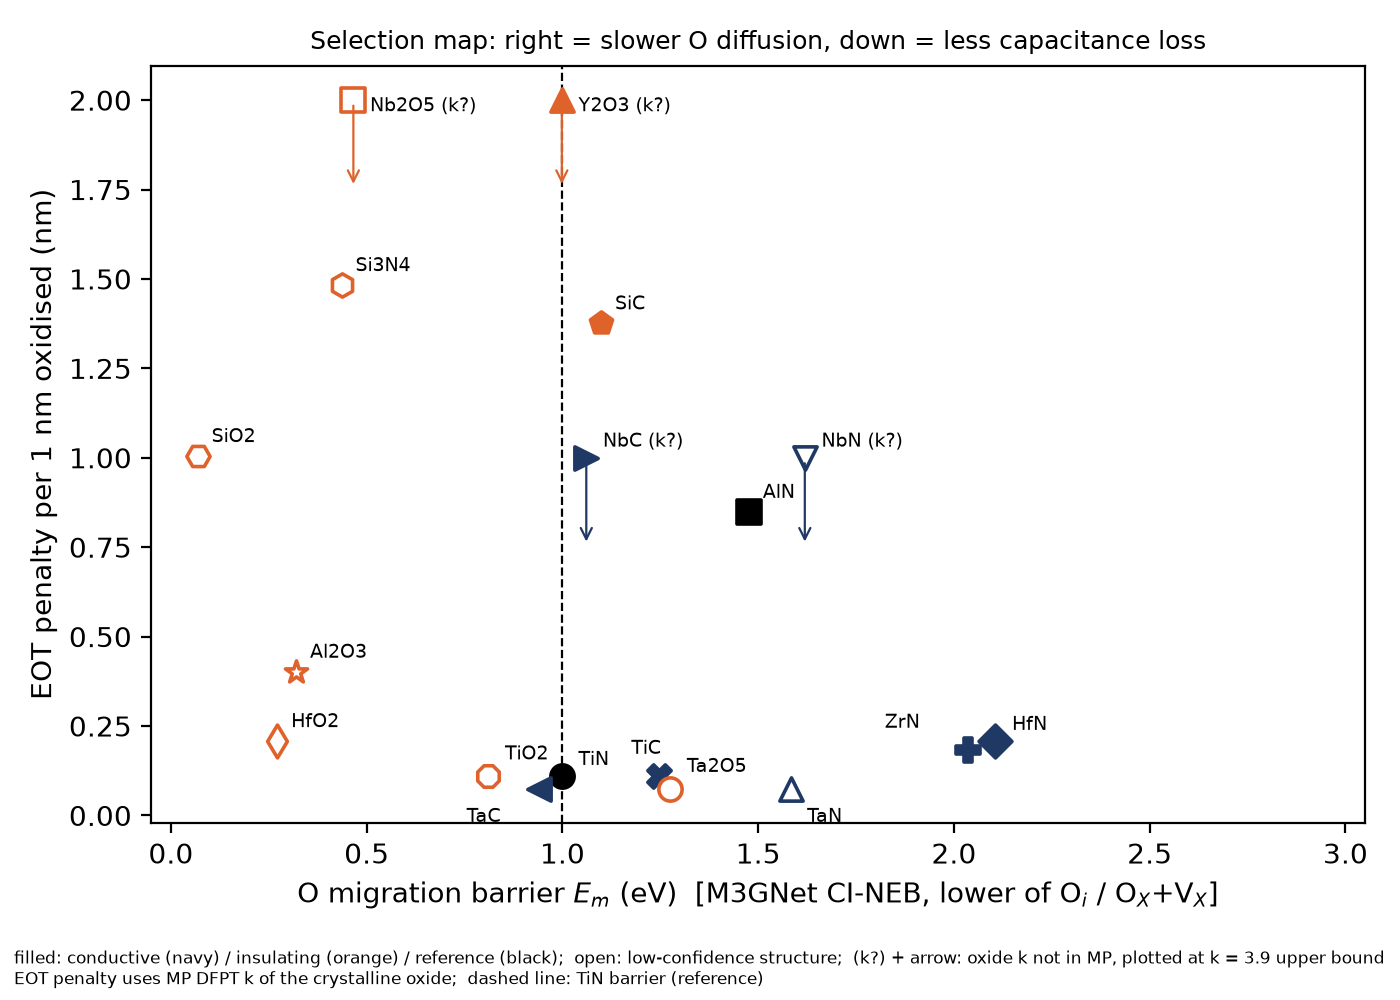 Selection map: right = slower O diffusion, down = less capacitance loss
EOT penalty per 1 nm oxidised (nm)
2.00
1.75
1.50
1.25
1.00
0.75
0.50
0.25
0.00
Nb2O5 (k?)
Y2O3 (k?)
Si3N4
SiC
SiO2
NbC (k?)
NbN (k?)
AlN
Al2O3
HfO2
ZrN
HfN
TiO2
TiN
TiC
Ta2O5
TaC
TaN
0.0
0.5
1.0
1.5
2.0
2.5
3.0
O migration barrier Em (eV) [M3GNet CI-NEB, lower of Oi / OX+VX]
filled: conductive (navy) / insulating (orange) / reference (black); open: low-confidence structure; (k?) + arrow: oxide k not in MP, plotted at k = 3.9 upper bound
EOT penalty uses MP DFPT k of the crystalline oxide; dashed line: TiN barrier (reference)